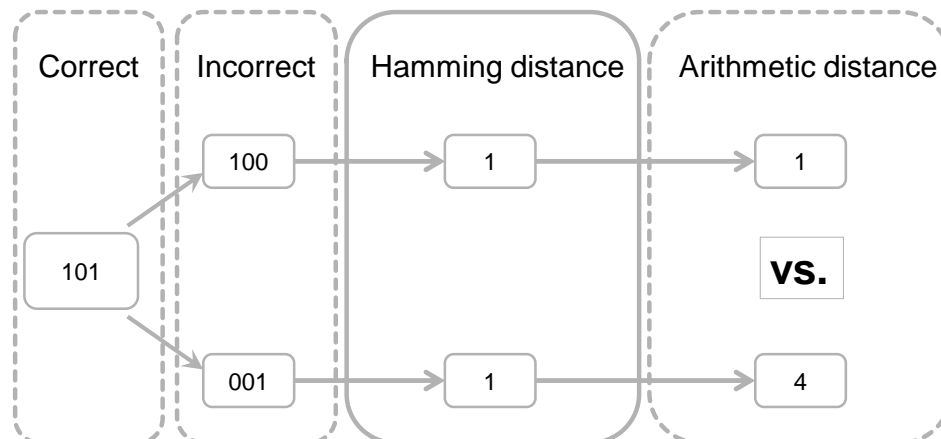 Correct
Incorrect
Hamming distance
Arithmetic distance
100
1
1
101
vs.
001
1
4